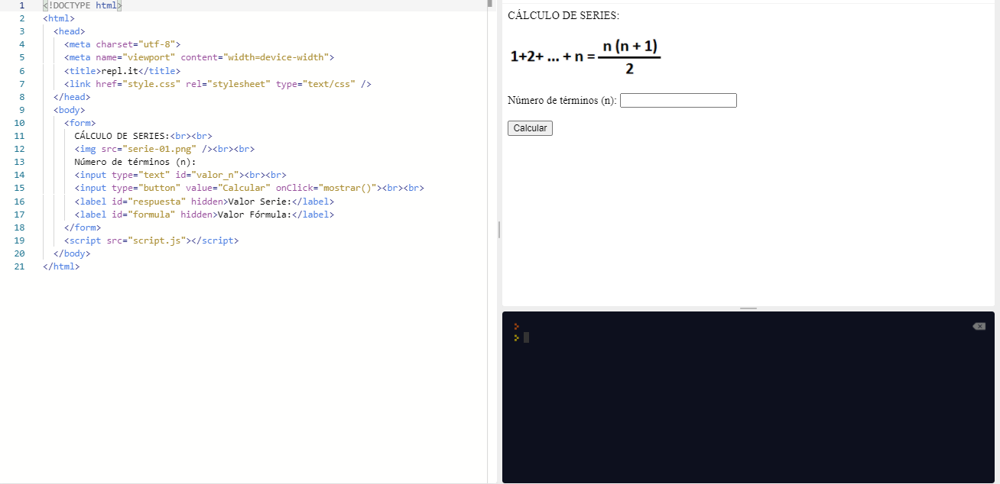 1 <!DOCTYPE html>
2 <html>
3 <head>
4 <meta charset="utf-8">
5 <meta name="viewport" content="width=device-width">
6 <title>repl.it</title>
7 <link href="style.css" rel="stylesheet" type="text/css" />
8 </head>
9 <body>
10 <form>
11 CÁLCULO DE SERIES:<br><br>
12 <img src="serie-01.png" /><br><br>
13 Número de términos (n):
14 <input type="text" id="valor_n"><br><br>
15 <input type="button" value="Calcular" onClick="mostrar()"><br><br>
16 <label id="respuesta" hidden>Valor Serie:</label>
17 <label id="formula" hidden>Valor Fórmula:</label>
18 </form>
19 <script src="script.js"></script>
20 </body>
21 </html>
CÁLCULO DE SERIES:
n (n + 1)
1+2+ ... + n =
2
Número de términos (n):
Calcular
>
>